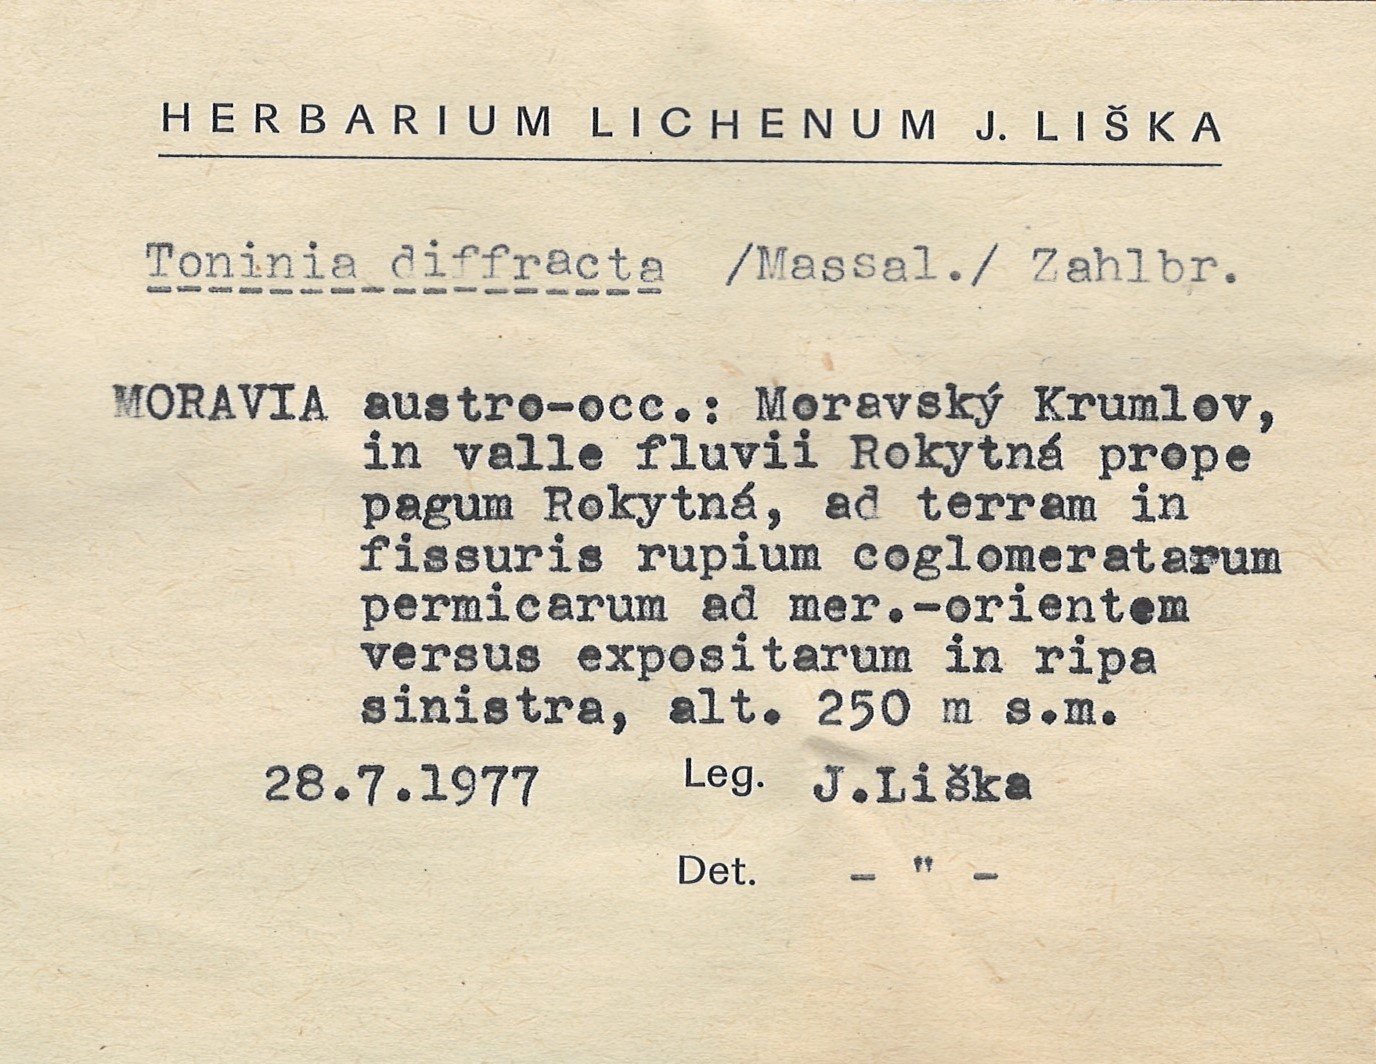 HERBARIUM LICHENUM J. LIŠKA
Toninia diffracta /Massal./ Zahlbr.
MORAVIA austro-occ.: Moravský Krumlov,
in valle fluvii Rokytná prope
pagum Rokytná, ad terram in
fissuris rupium coglomeratarum
permicarum ad mer.-orientem
versus expositarum in ripa
sinistra, alt. 250 m s.m.
28.7.1977 Leg. J.Liška
Det. – " –